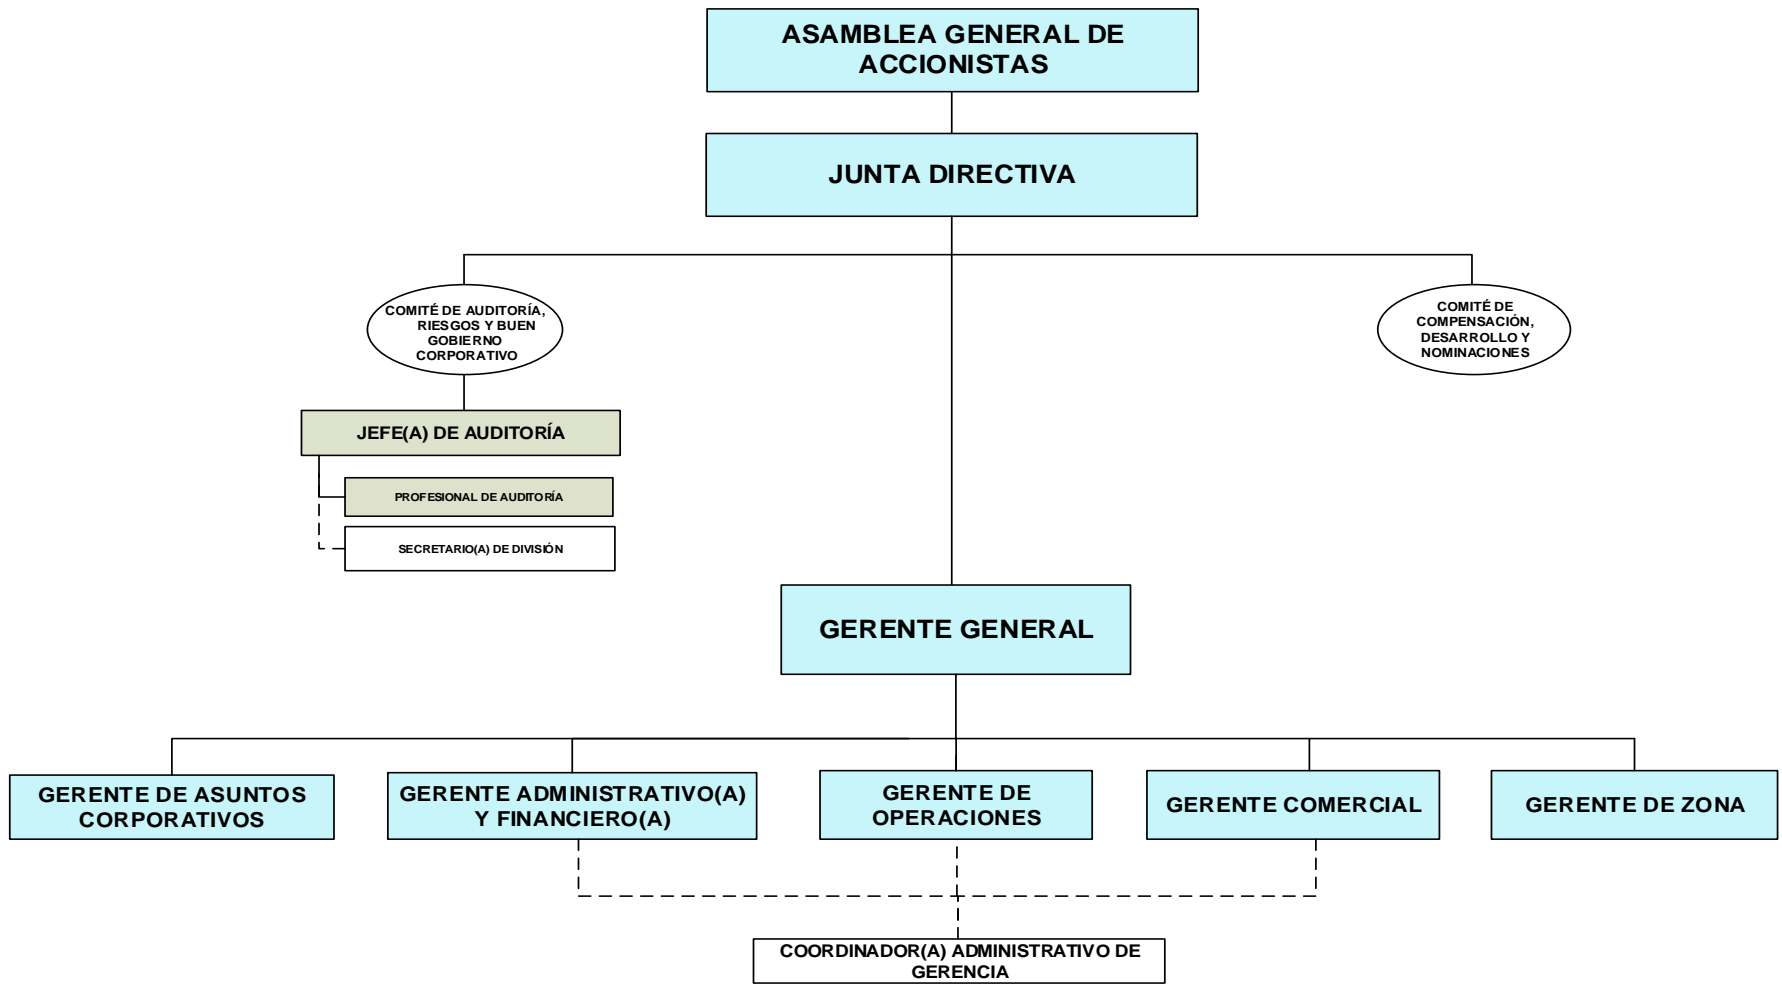 ASAMBLEA GENERAL DE
ACCIONISTAS
JUNTA DIRECTIVA
COMITÉ DE AUDITORÍA,
RIESGOS Y BUEN
GOBIERNO
CORPORATIVO
COMITÉ DE
COMPENSACIÓN,
DESARROLLO Y
NOMINACIONES
JEFE(A) DE AUDITORÍA
PROFESIONAL DE AUDITORÍA
SECRETARIO(A) DE DIVISIÓN
GERENTE GENERAL
GERENTE DE ASUNTOS
CORPORATIVOS
GERENTE ADMINISTRATIVO(A)
Y FINANCIERO(A)
GERENTE DE
OPERACIONES
GERENTE COMERCIAL
GERENTE DE ZONA
COORDINADOR(A) ADMINISTRATIVO DE
GERENCIA